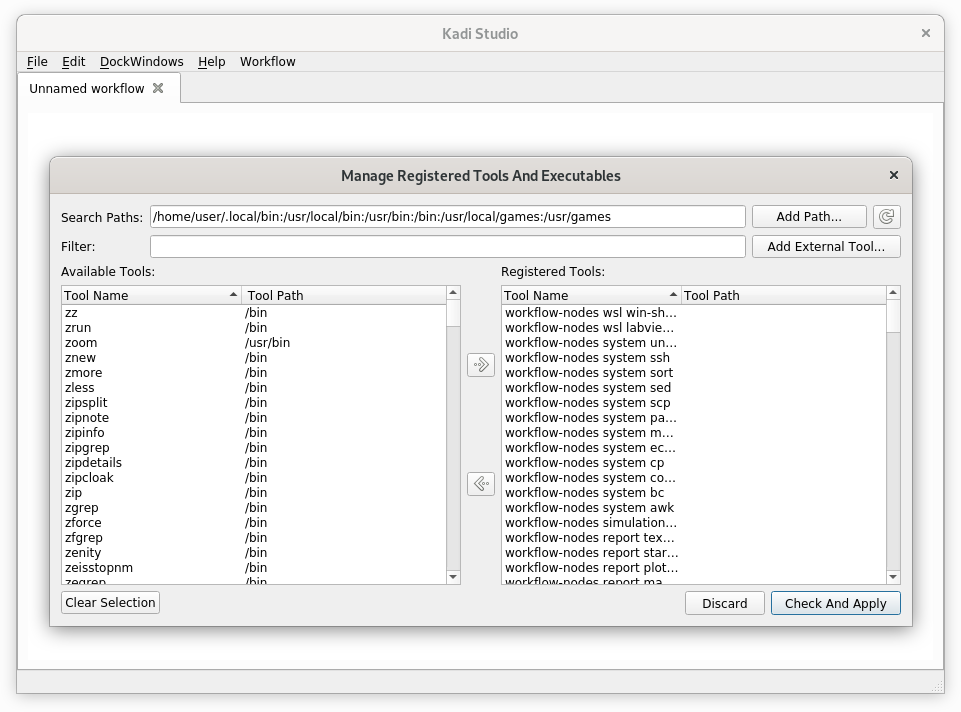 Kadi Studio
File Edit DockWindows Help Workflow
Unnamed workflow
Manage Registered Tools And Executables
Search Paths: /home/user/.local/bin:/usr/local/bin:/usr/bin:/bin:/usr/local/games:/usr/games Add Path...
Filter: Add External Tool...
Available Tools:
Tool Name Tool Path
zz /bin
zrun /bin
zoom /usr/bin
znew /bin
zmore /bin
zless /bin
zipsplit /bin
zipnote /bin
zipinfo /bin
zipgrep /bin
zipdetails /bin
zipcloak /bin
zip /bin
zgrep /bin
zforce /bin
zfgrep /bin
zenity /bin
zeisstopnm /bin
zegrep /bin
Clear Selection
Registered Tools:
Tool Name Tool Path
workflow-nodes wsl win-sh...
workflow-nodes wsl labvie...
workflow-nodes system un...
workflow-nodes system ssh
workflow-nodes system sort
workflow-nodes system sed
workflow-nodes system scp
workflow-nodes system pa...
workflow-nodes system m...
workflow-nodes system ec...
workflow-nodes system cp
workflow-nodes system co...
workflow-nodes system bc
workflow-nodes system awk
workflow-nodes simulation...
workflow-nodes report tex...
workflow-nodes report star...
workflow-nodes report plot...
workflow-nodes report ma...
Discard Check And Apply